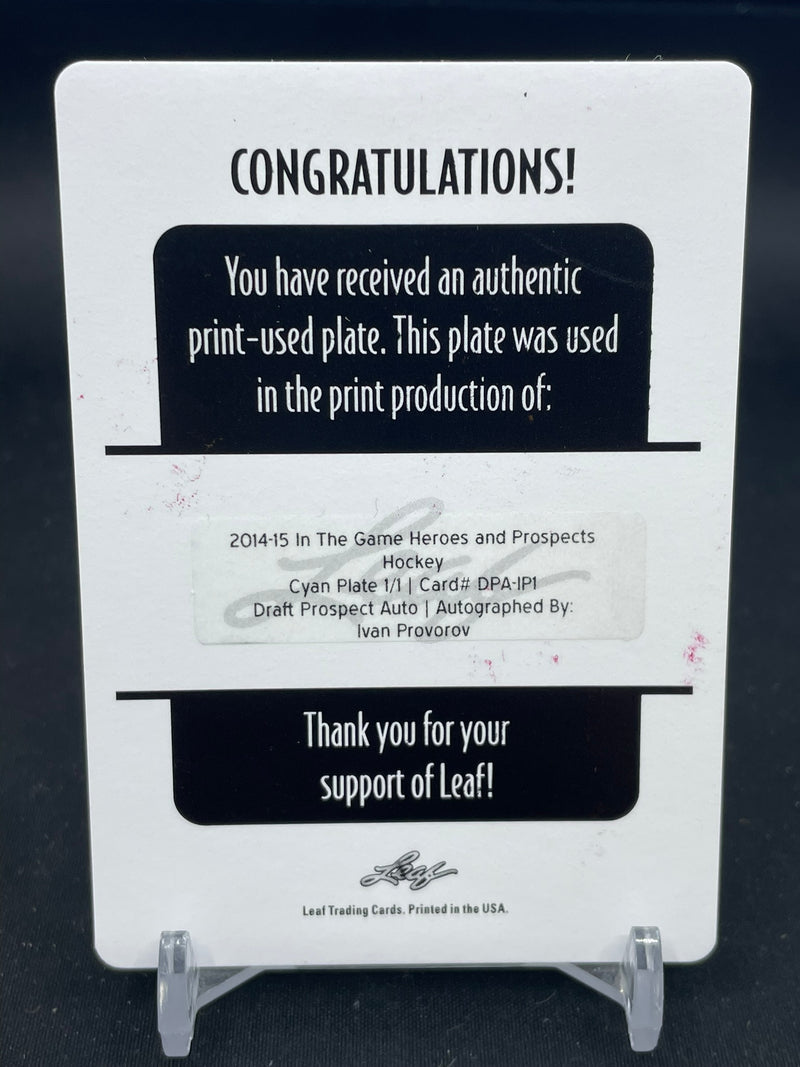 CONGRATULATIONS!
You have received an authentic
print-used plate. This plate was used
in the print production of:
2014-15 In The Game Heroes and Prospects
Hockey
Cyan Plate 1/1 | Card# DPA-IP1
Draft Prospect Auto | Autographed By:
Ivan Provorov
Thank you for your
support of Leaf!
Leaf
Leaf Trading Cards. Printed in the USA.